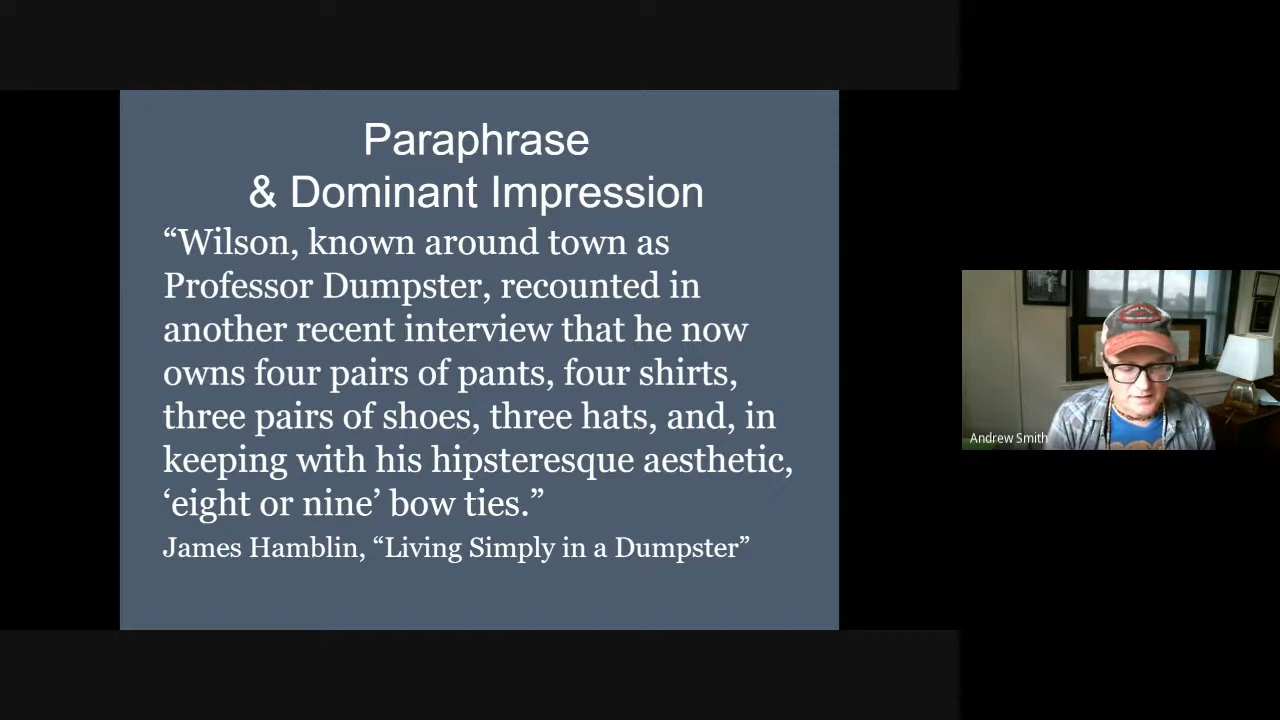 Paraphrase
& Dominant Impression
“Wilson, known around town as
Professor Dumpster, recounted in
another recent interview that he now
owns four pairs of pants, four shirts,
three pairs of shoes, three hats, and, in
keeping with his hipsteresque aesthetic,
‘eight or nine’ bow ties.”
James Hamblin, “Living Simply in a Dumpster”
Andrew Smith